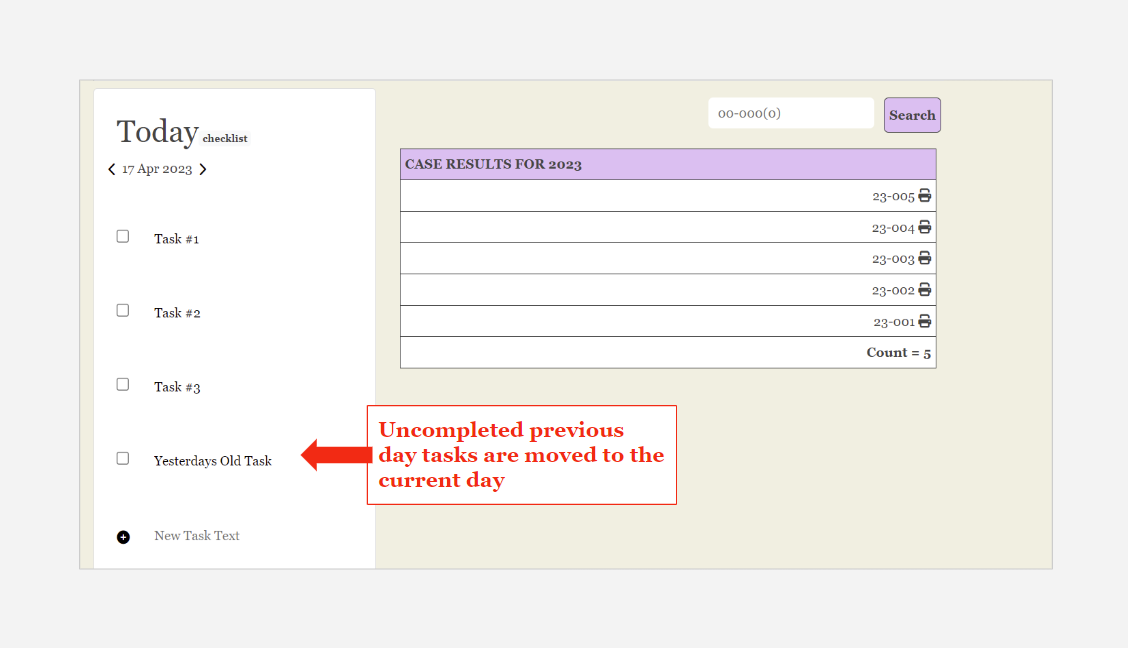 Today checklist
17 Apr 2023
Task #1
Task #2
Task #3
Yesterdays Old Task
New Task Text
00-000(0)
Search
CASE RESULTS FOR 2023
23-005
23-004
23-003
23-002
23-001
Count = 5
Uncompleted previous
day tasks are moved to the
current day